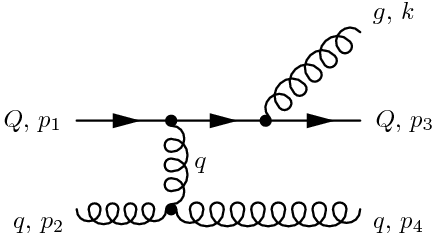 g, k
Q, p₁
Q, p₃
q
q, p₂
q, p₄